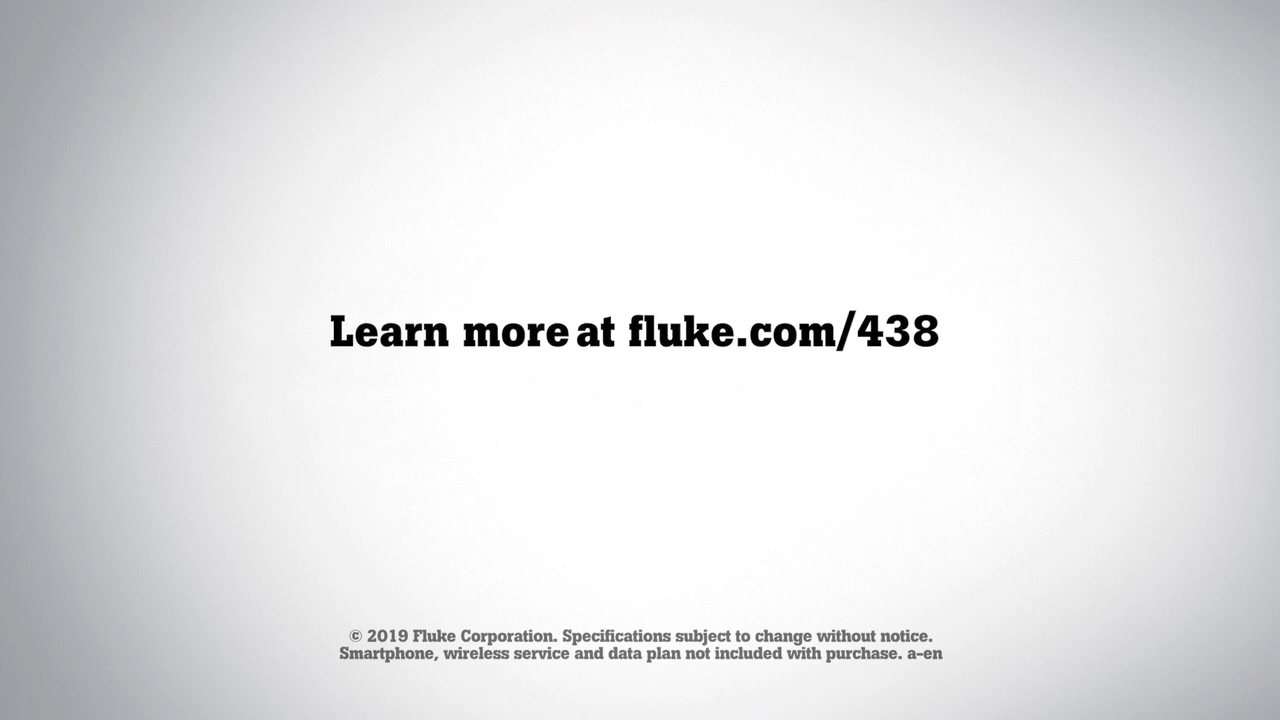 Learn more at fluke.com/438
© 2019 Fluke Corporation. Specifications subject to change without notice.
Smartphone, wireless service and data plan not included with purchase. a-en